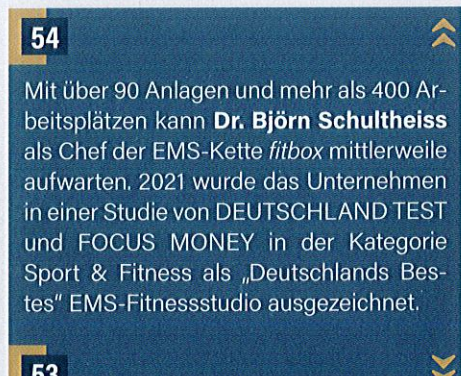 54
Mit über 90 Anlagen und mehr als 400 Ar-
beitsplätzen kann Dr. Björn Schultheiss
als Chef der EMS-Kette fitbox mittlerweile
aufwarten. 2021 wurde das Unternehmen
in einer Studie von DEUTSCHLAND TEST
und FOCUS MONEY in der Kategorie
Sport & Fitness als „Deutschlands Bes-
tes" EMS-Fitnessstudio ausgezeichnet.
53